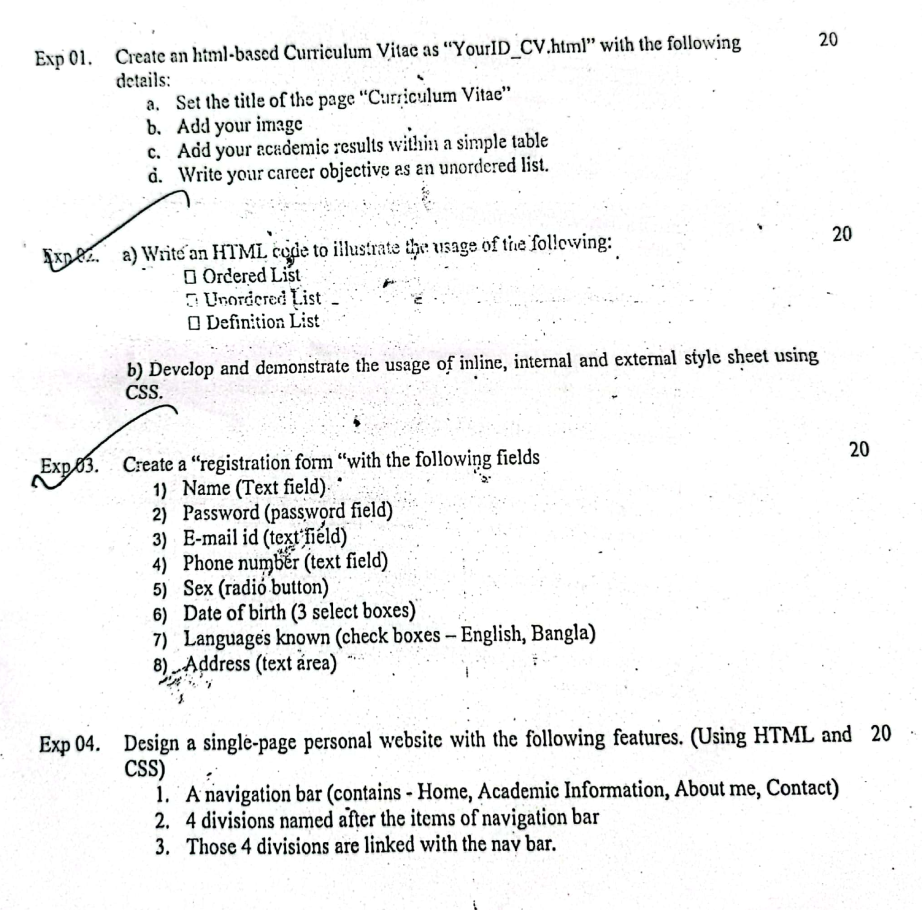 Exp 01. Create an html-based Curriculum Vitae as “YourID_CV.html” with the following 20
details:
a. Set the title of the page “Curriculum Vitae”
b. Add your image
c. Add your academic results within a simple table
d. Write your career objective as an unordered list.
Exp 02. a) Write an HTML code to illustrate the usage of the following: 20
□ Ordered List
□ Unordered List
□ Definition List
b) Develop and demonstrate the usage of inline, internal and external style sheet using
CSS.
Exp 03. Create a “registration form “with the following fields 20
1) Name (Text field)
2) Password (password field)
3) E-mail id (text field)
4) Phone number (text field)
5) Sex (radio button)
6) Date of birth (3 select boxes)
7) Languages known (check boxes – English, Bangla)
8) Address (text area)
Exp 04. Design a single-page personal website with the following features. (Using HTML and 20
CSS)
1. A navigation bar (contains - Home, Academic Information, About me, Contact)
2. 4 divisions named after the items of navigation bar
3. Those 4 divisions are linked with the nav bar.